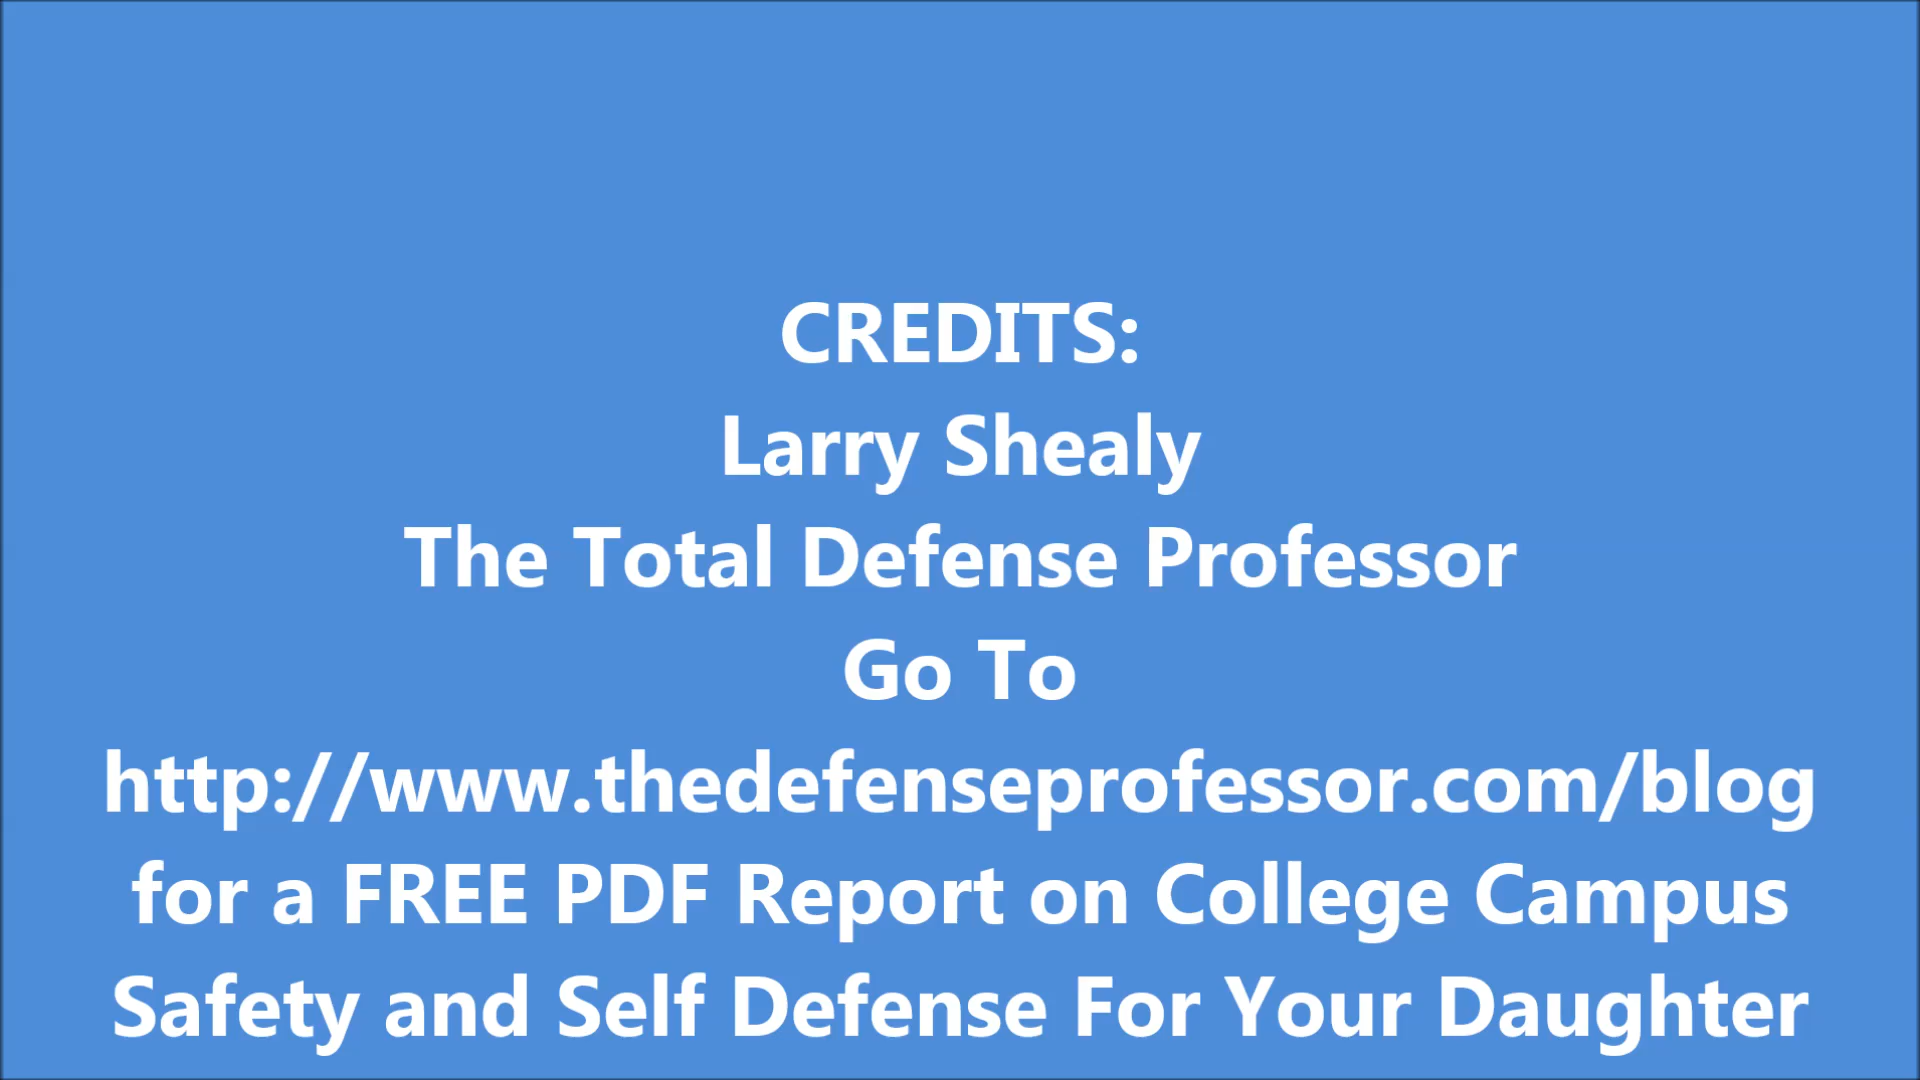 CREDITS:
Larry Shealy
The Total Defense Professor
Go To
http://www.thedefenseprofessor.com/blog
for a FREE PDF Report on College Campus
Safety and Self Defense For Your Daughter